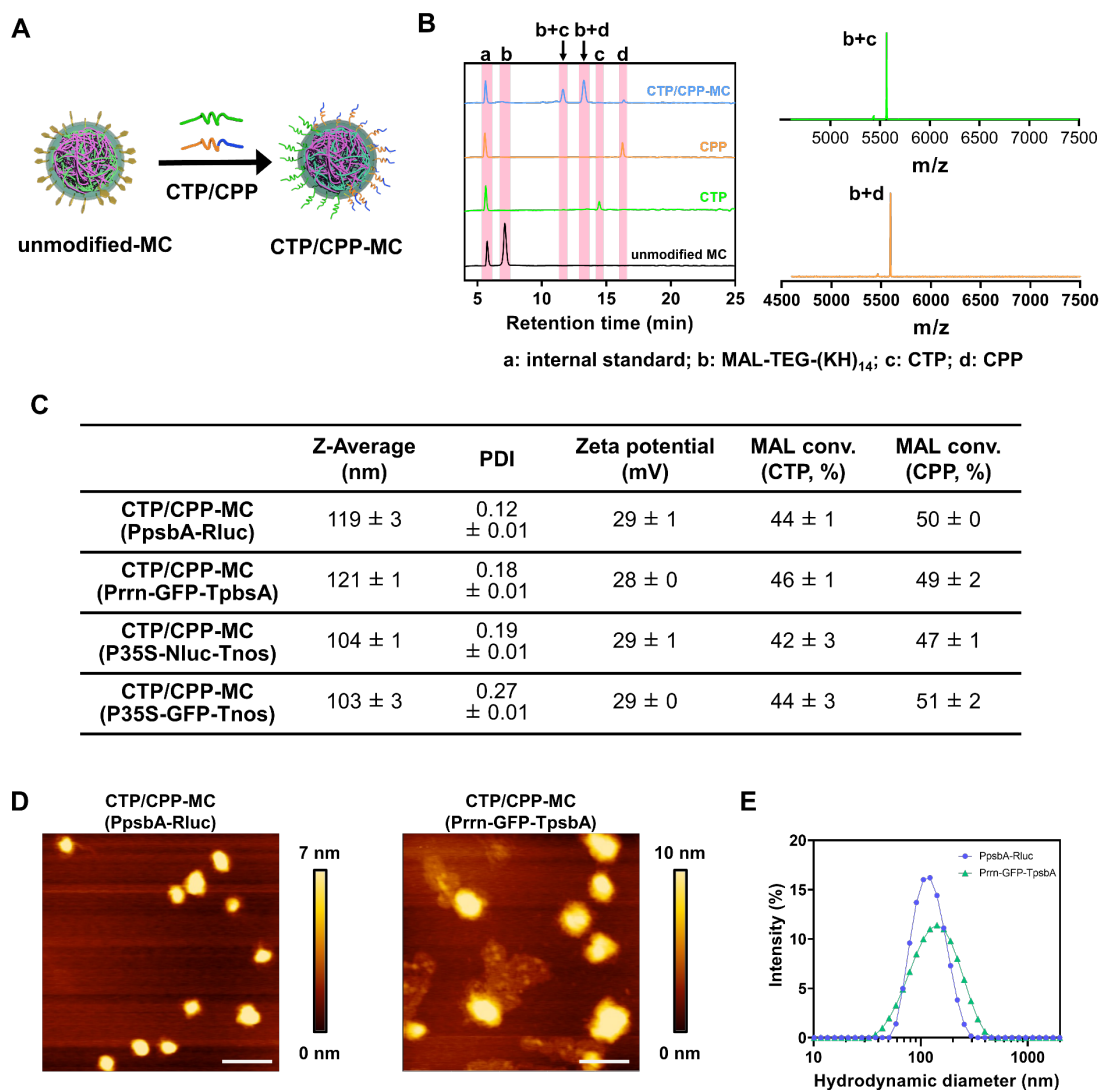 A
unmodified-MC
CTP/CPP
CTP/CPP-MC
B
b+c b+d
a b c d
CTP/CPP-MC
CPP
CTP
unmodified MC
5 10 15 20 25
Retention time (min)
b+c
5000 5500 6000 6500 7000 7500
m/z
b+d
4500 5000 5500 6000 6500 7000 7500
m/z
a: internal standard; b: MAL-TEG-(KH)14; c: CTP; d: CPP
C
Z-Average (nm) PDI Zeta potential (mV) MAL conv. (CTP, %) MAL conv. (CPP, %)
CTP/CPP-MC (PpsbA-Rluc) 119 ± 3 0.12 ± 0.01 29 ± 1 44 ± 1 50 ± 0
CTP/CPP-MC (Prrn-GFP-TpbsA) 121 ± 1 0.18 ± 0.01 28 ± 0 46 ± 1 49 ± 2
CTP/CPP-MC (P35S-Nluc-Tnos) 104 ± 1 0.19 ± 0.01 29 ± 1 42 ± 3 47 ± 1
CTP/CPP-MC (P35S-GFP-Tnos) 103 ± 3 0.27 ± 0.01 29 ± 0 44 ± 3 51 ± 2
D
CTP/CPP-MC
(PpsbA-Rluc)
7 nm
0 nm
CTP/CPP-MC
(Prrn-GFP-TpsbA)
10 nm
0 nm
E
Intensity (%)
20
15
10
5
0
PpsbA-Rluc
Prrn-GFP-TpsbA
10 100 1000
Hydrodynamic diameter (nm)